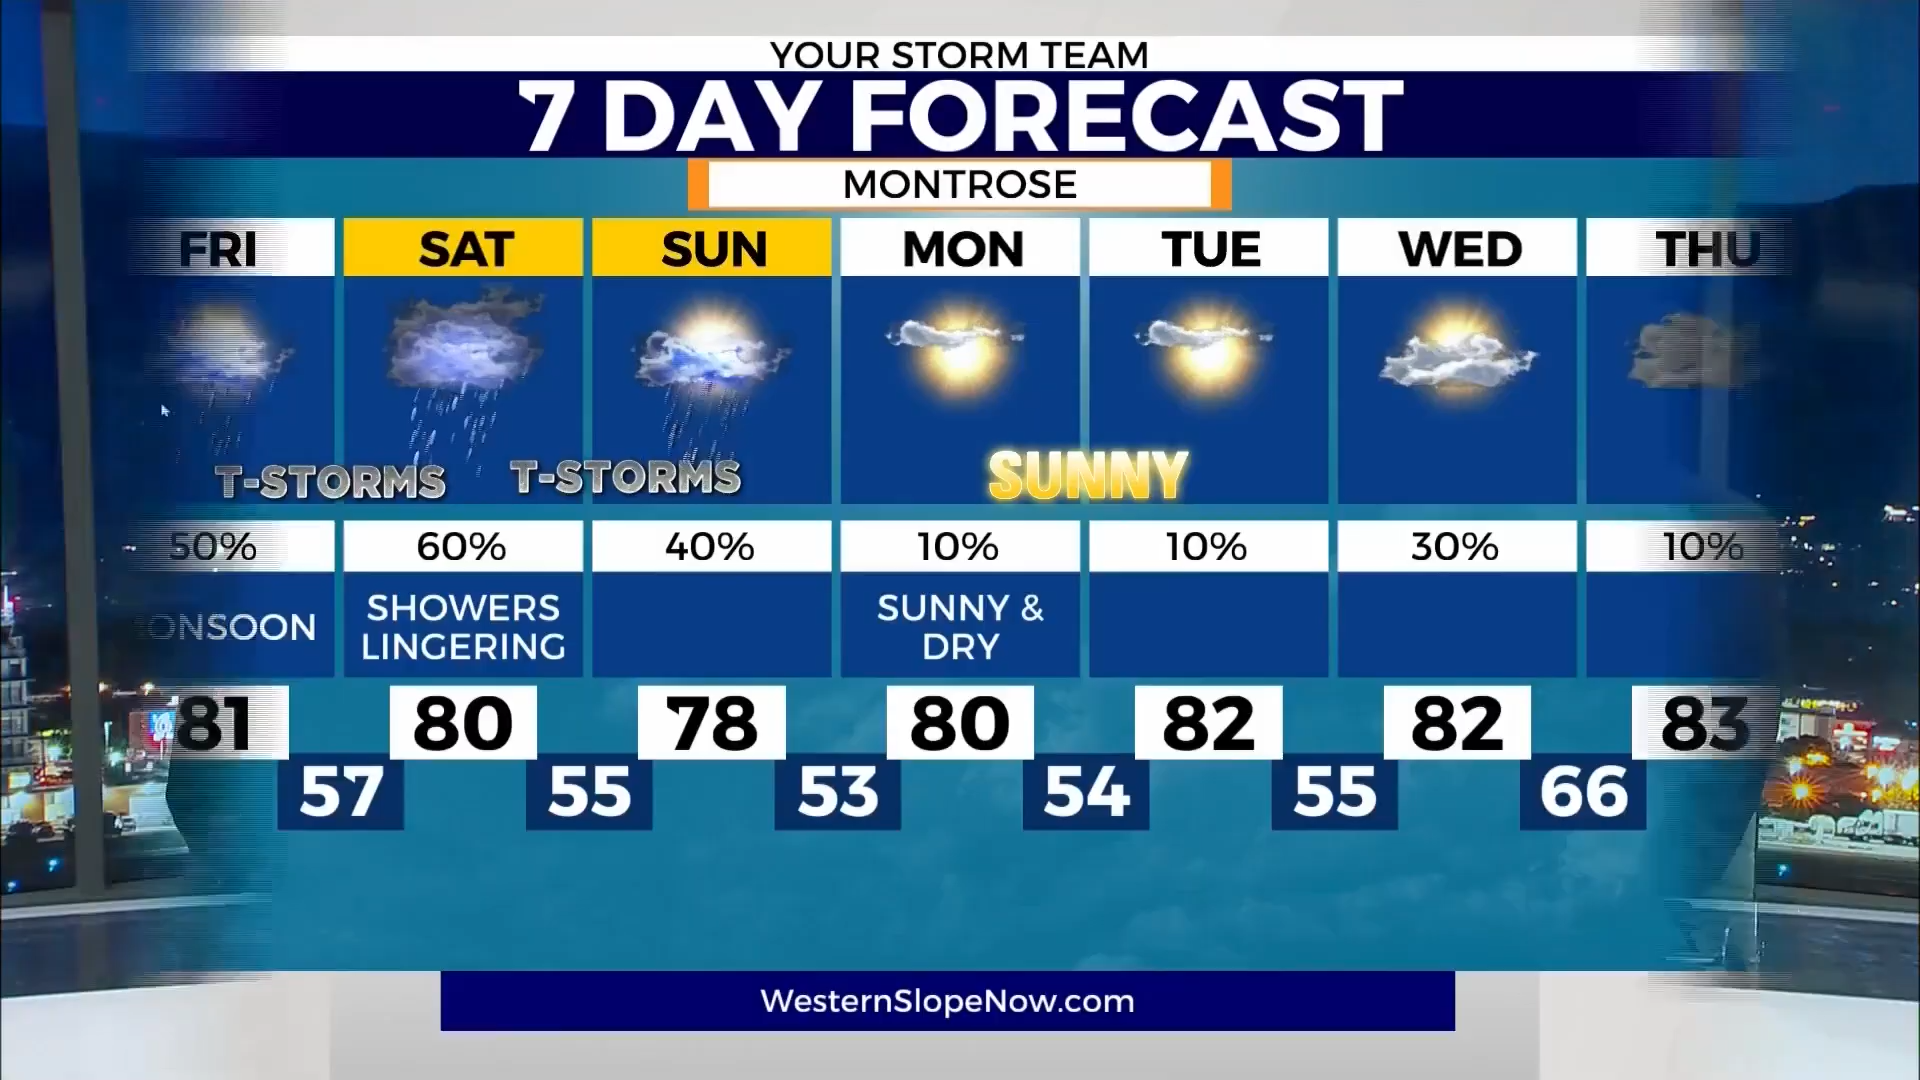 YOUR STORM TEAM
7 DAY FORECAST
MONTROSE
FRI SAT SUN MON TUE WED THU
T-STORMS T-STORMS SUNNY
50% 60% 40% 10% 10% 30% 10%
ONSOON
SHOWERS
LINGERING
SUNNY &
DRY
81 80 78 80 82 82 83
57 55 53 54 55 66
WesternSlopeNow.com